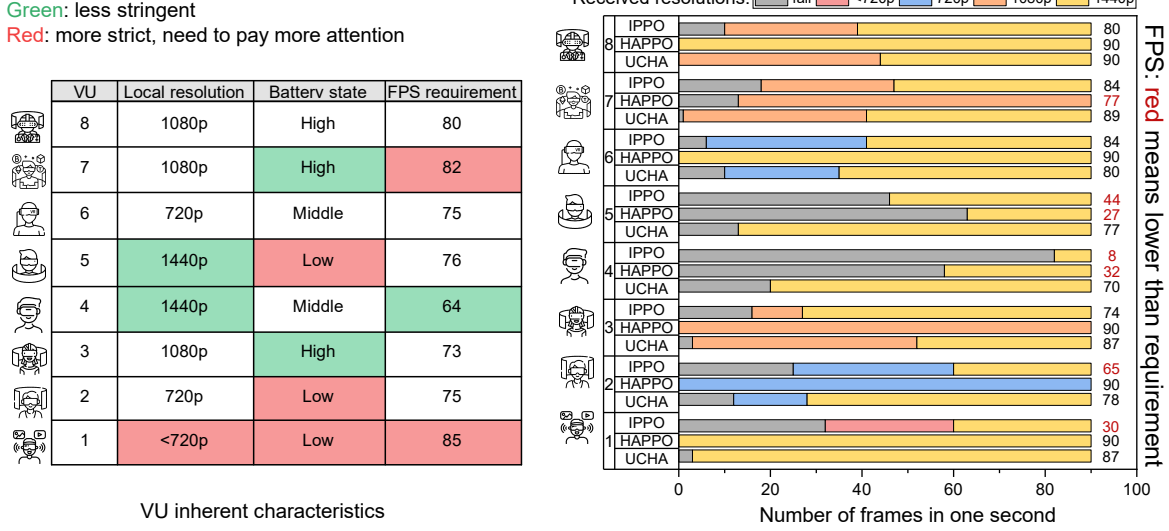 Green: less stringent
Red: more strict, need to pay more attention
VU Local resolution Battery state FPS requirement
8 1080p High 80
7 1080p High 82
6 720p Middle 75
5 1440p Low 76
4 1440p Middle 64
3 1080p High 73
2 720p Low 75
1 <720p Low 85
VU inherent characteristics
Received resolutions: fail <720p 720p 1080p 1440p
8
IPPO 80
HAPPO 90
UCHA 90
7
IPPO 84
HAPPO 77
UCHA 89
6
IPPO 84
HAPPO 90
UCHA 80
5
IPPO 44
HAPPO 27
UCHA 77
4
IPPO 8
HAPPO 32
UCHA 70
3
IPPO 74
HAPPO 90
UCHA 87
2
IPPO 65
HAPPO 90
UCHA 78
1
IPPO 30
HAPPO 90
UCHA 87
0 20 40 60 80 100
Number of frames in one second
FPS: red means lower than requirement